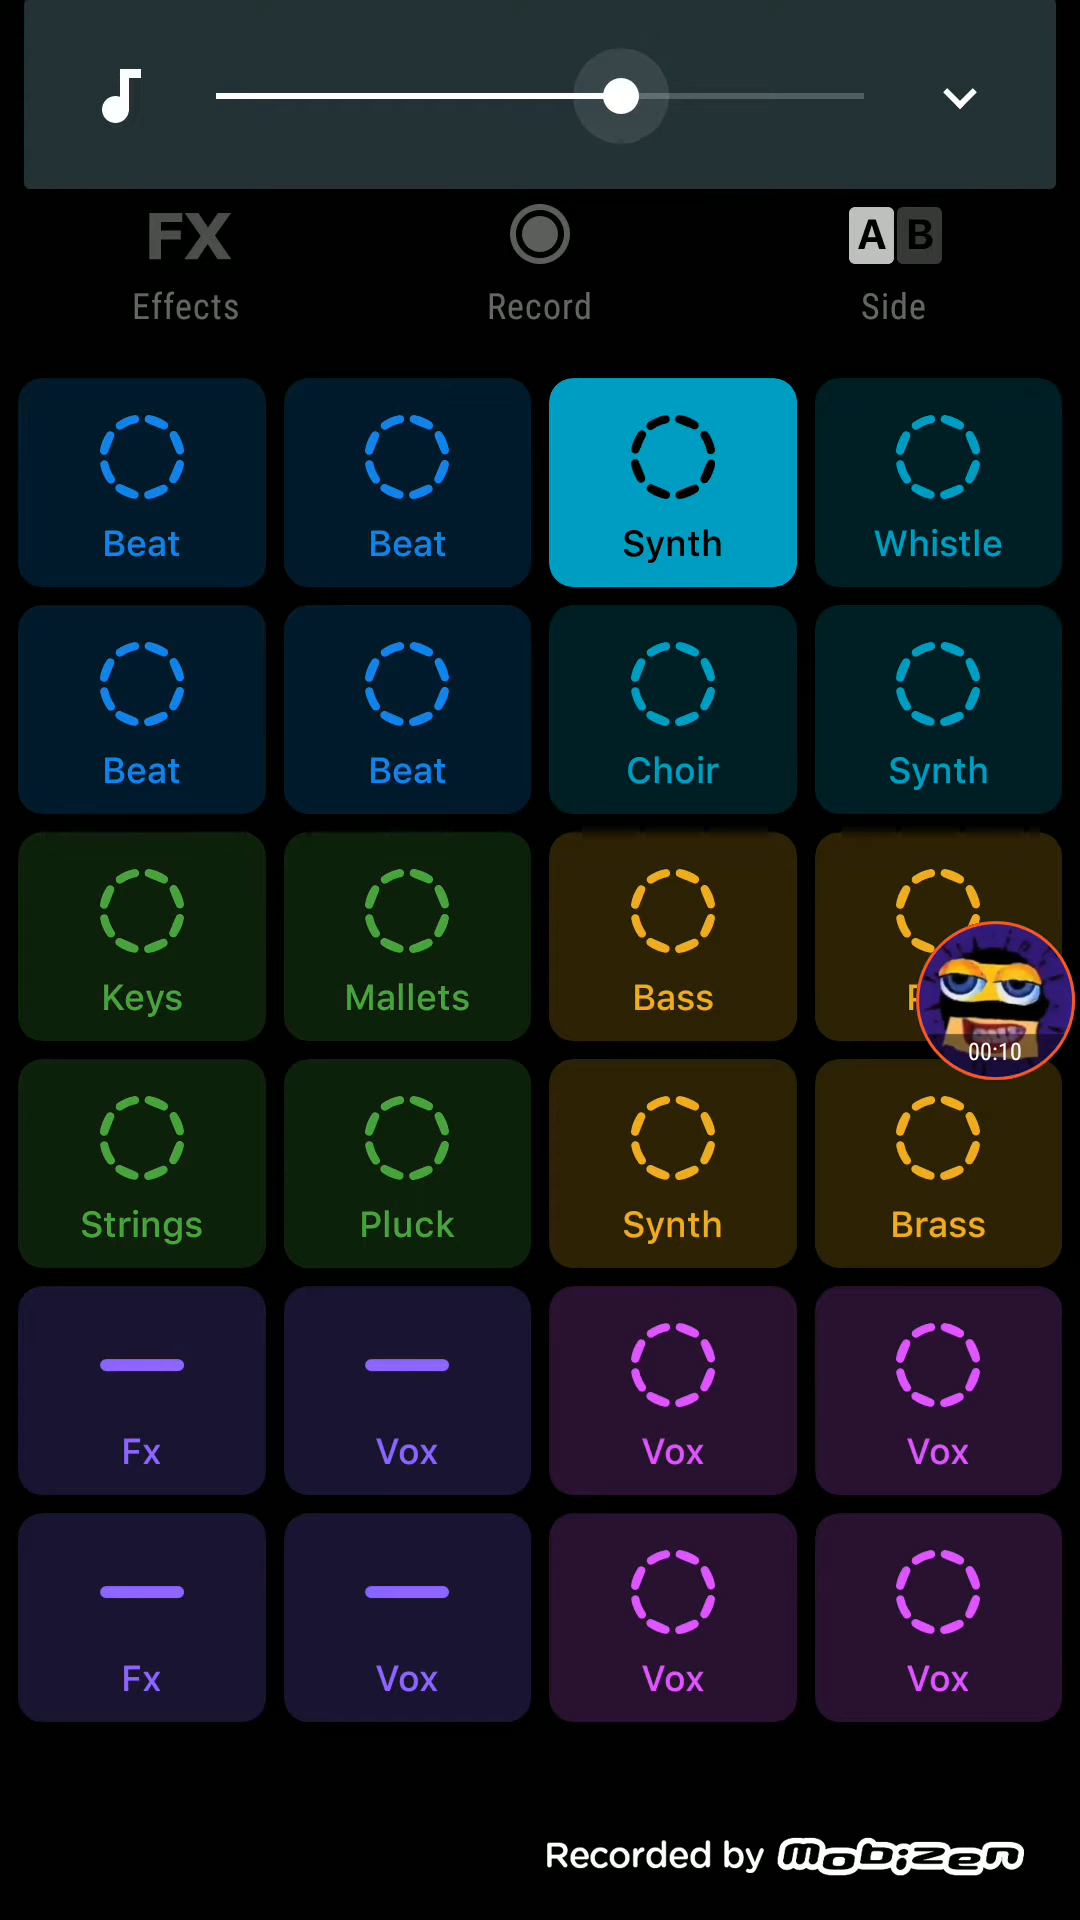 FX A B
Effects Record Side
Beat Beat Synth Whistle
Beat Beat Choir Synth
Keys Mallets Bass
00:10
Strings Pluck Synth Brass
Fx Vox Vox Vox
Fx Vox Vox Vox
Recorded by mobizen